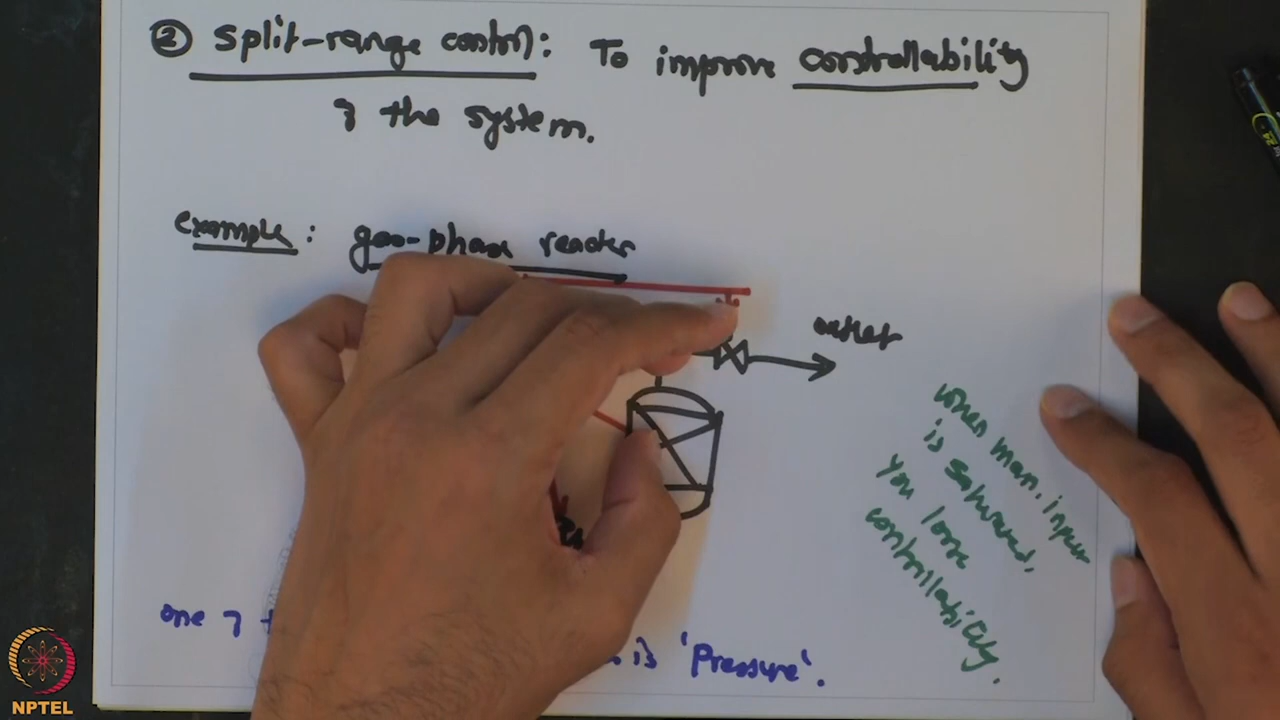 ② split-range control: To improve controllability
of the system.
example: gas-phase reactor
outlet
when man. input
is saturated,
you lose
controllability.
one of
is 'Pressure'.
NPTEL